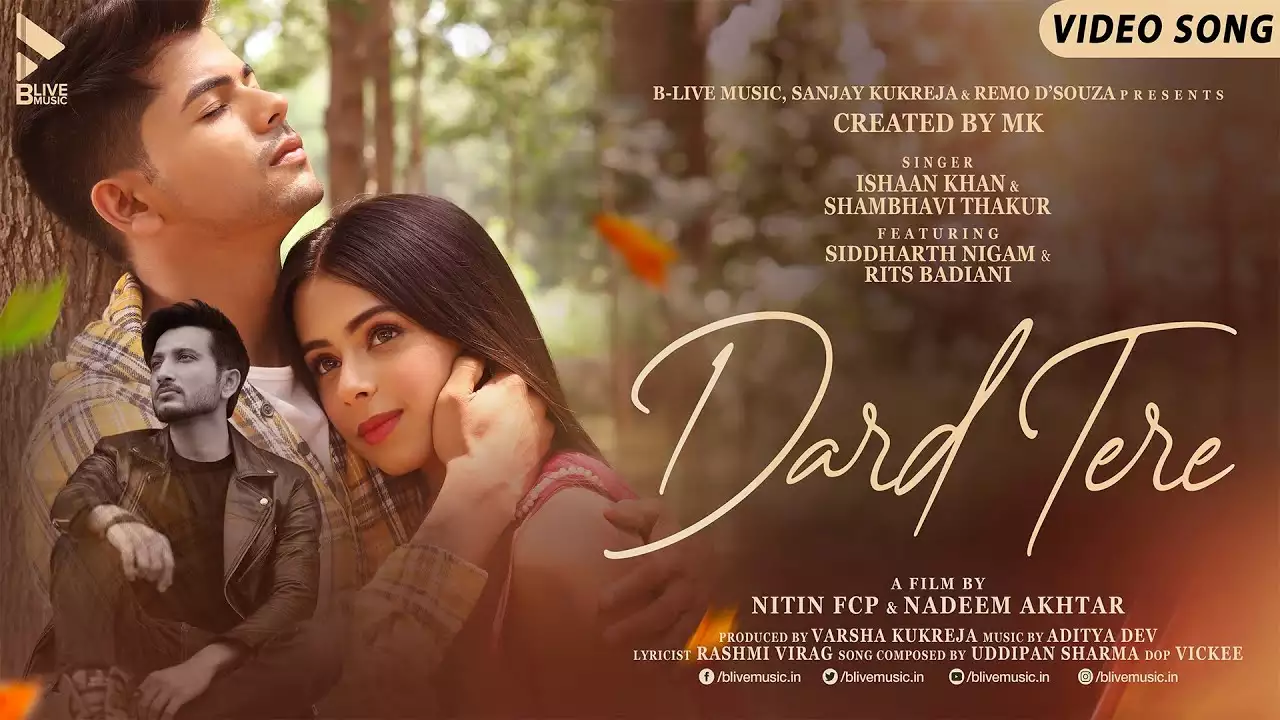 VIDEO SONG
B LIVE
MUSIC
B-LIVE MUSIC, SANJAY KUKREJA & REMO D'SOUZA PRESENTS
CREATED BY MK
SINGER
ISHAAN KHAN &
SHAMBHAVI THAKUR
FEATURING
SIDDHARTH NIGAM &
RITS BADIANI
Dard Tere
A FILM BY
NITIN FCP & NADEEM AKHTAR
PRODUCED BY VARSHA KUKREJA MUSIC BY ADITYA DEV
LYRICIST RASHMI VIRAG SONG COMPOSED BY UDDIPAN SHARMA DOP VICKEE
/blivemusic.in /blivemusic.in /blivemusic.in /blivemusic.in